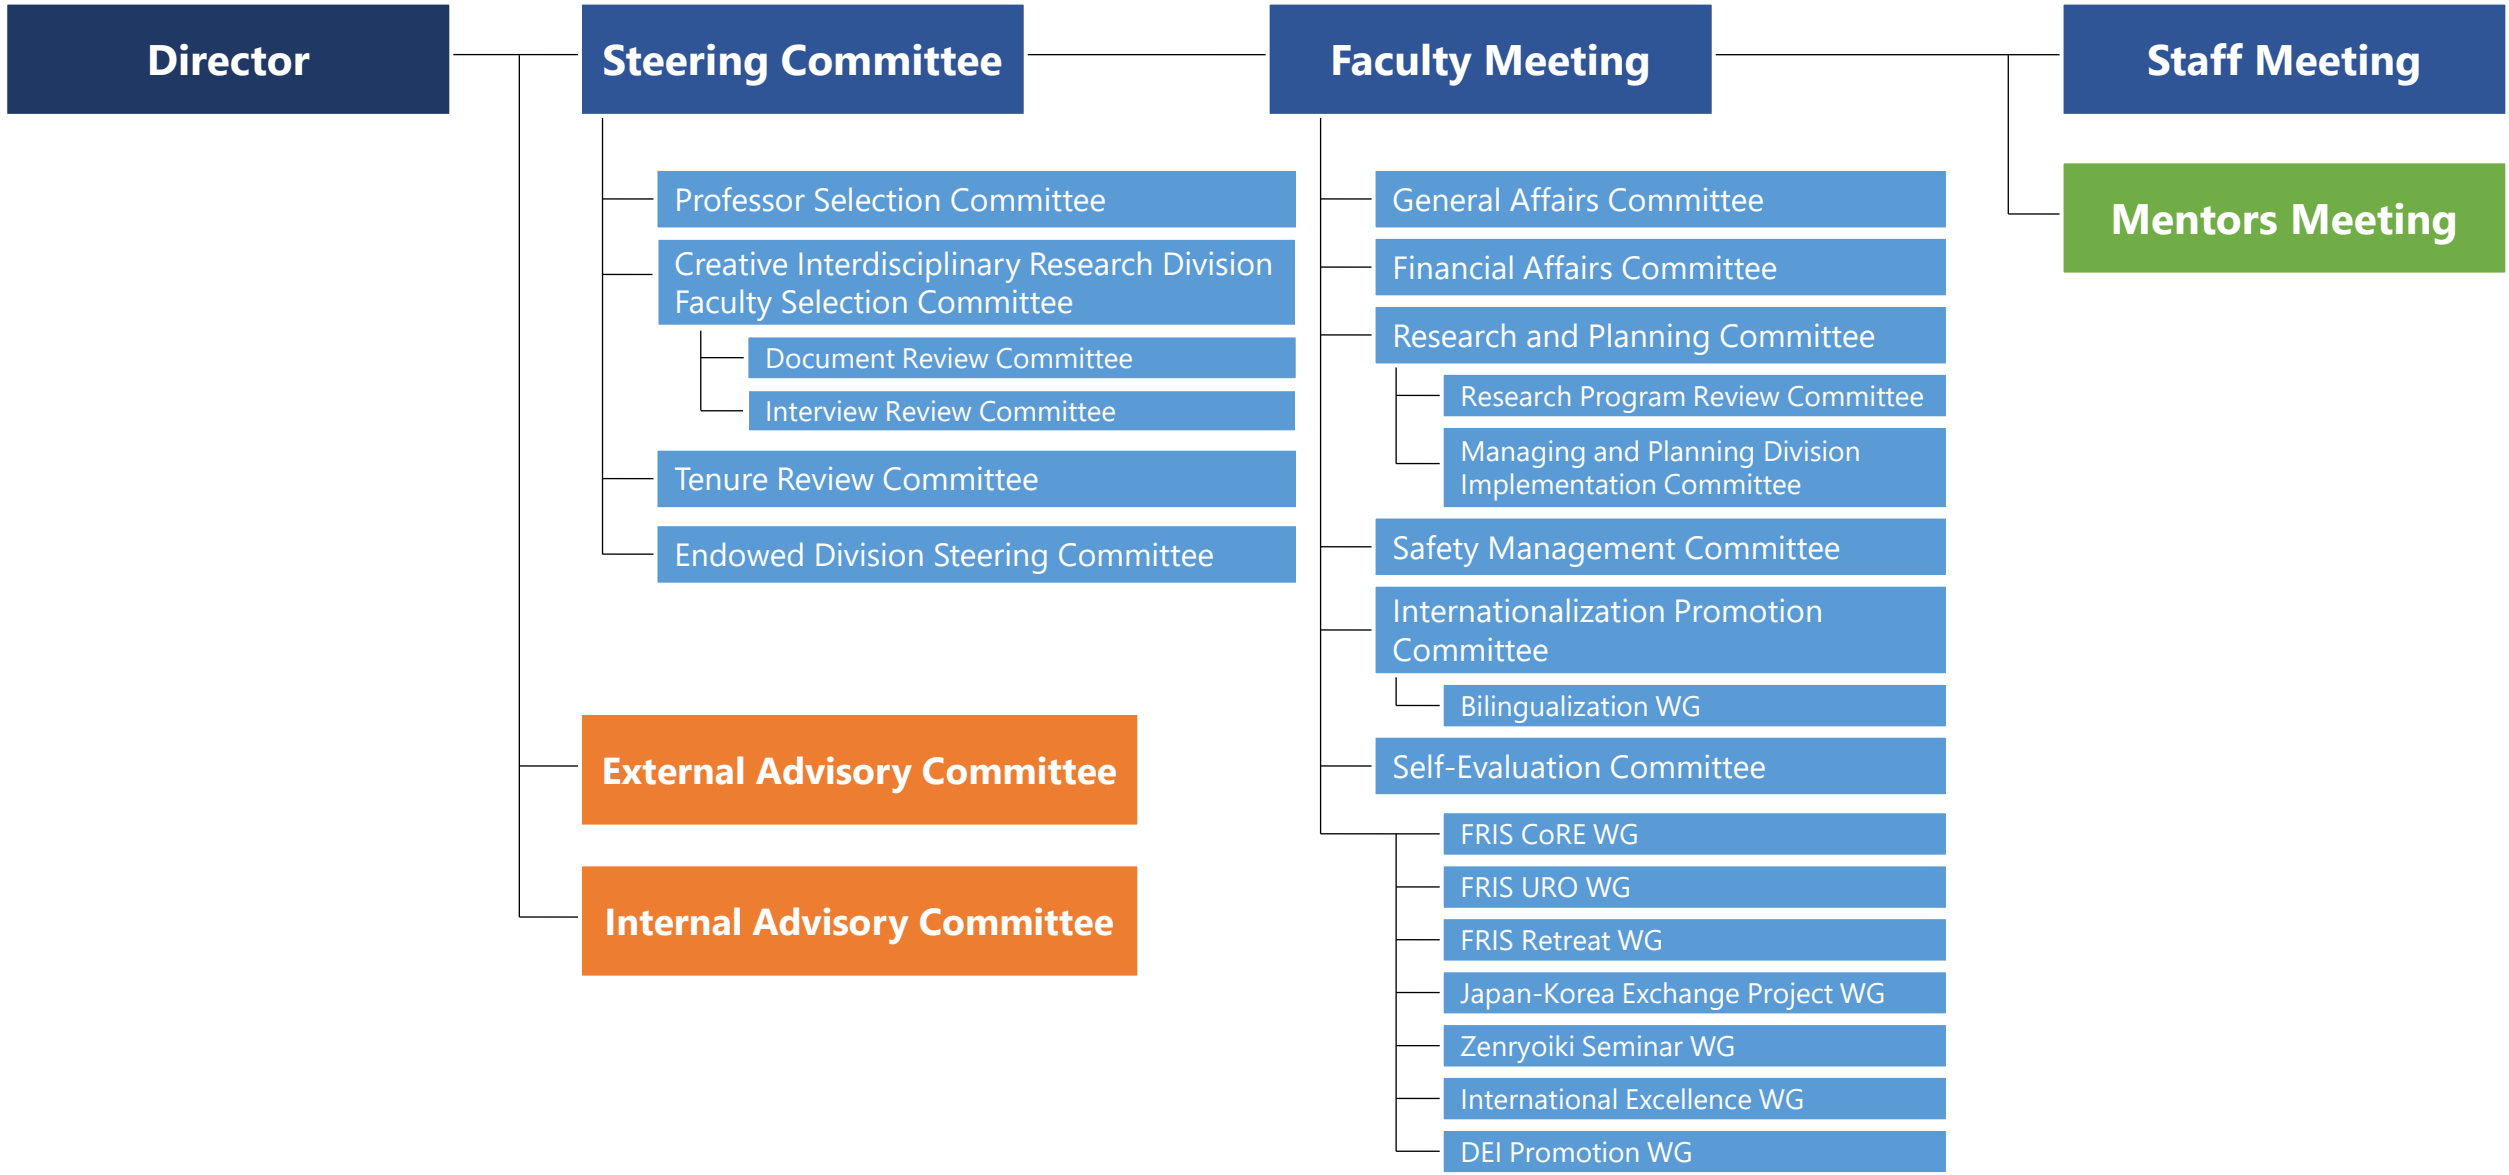 Director
Steering Committee
Faculty Meeting
Staff Meeting
Mentors Meeting
Professor Selection Committee
Creative Interdisciplinary Research Division
Faculty Selection Committee
Document Review Committee
Interview Review Committee
Tenure Review Committee
Endowed Division Steering Committee
External Advisory Committee
Internal Advisory Committee
General Affairs Committee
Financial Affairs Committee
Research and Planning Committee
Research Program Review Committee
Managing and Planning Division
Implementation Committee
Safety Management Committee
Internationalization Promotion
Committee
Bilingualization WG
Self-Evaluation Committee
FRIS CoRE WG
FRIS URO WG
FRIS Retreat WG
Japan-Korea Exchange Project WG
Zenryoiki Seminar WG
International Excellence WG
DEI Promotion WG